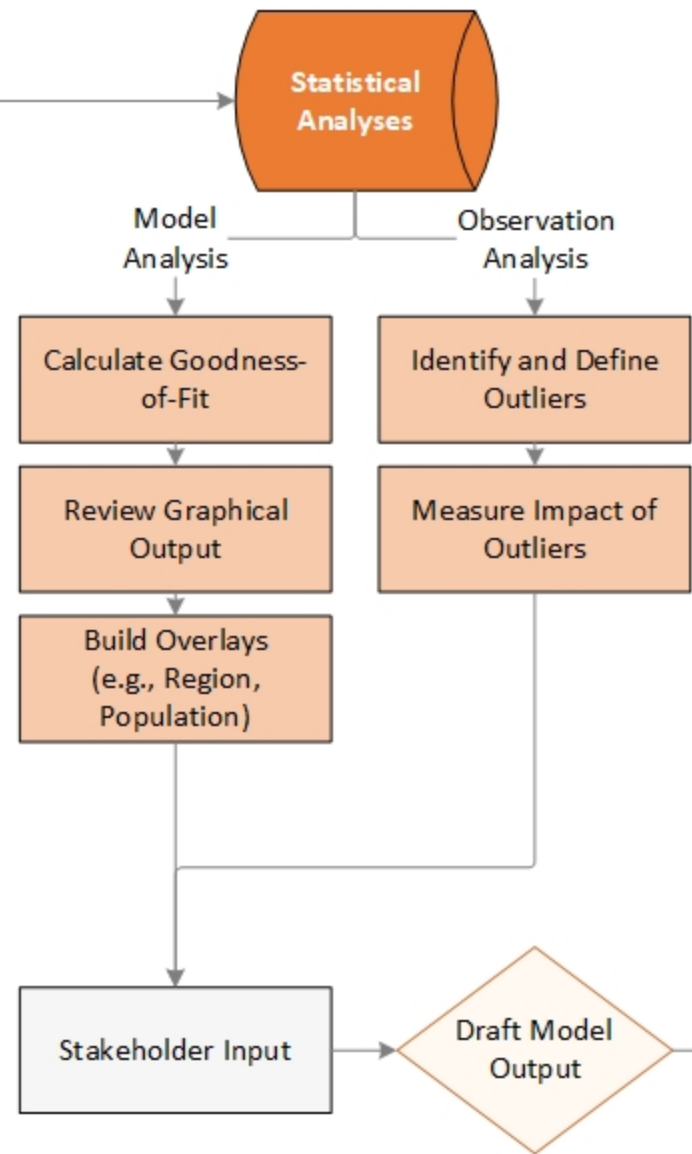 Statistical
Analyses
Model
Analysis
Observation
Analysis
Calculate Goodness-
of-Fit
Identify and Define
Outliers
Review Graphical
Output
Measure Impact of
Outliers
Build Overlays
(e.g., Region,
Population)
Stakeholder Input
Draft Model
Output